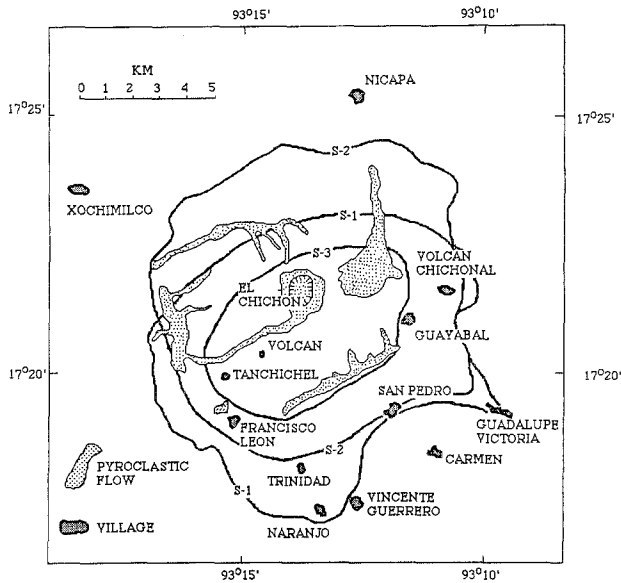 93°15'
93°10'
KM
0 1 2 3 4 5
NICAPA
17°25'
17°25'
S-2
XOCHIMILCO
S-1
S-3
VOLCAN
CHICHONAL
EL
CHICHON
GUAYABAL
VOLCAN
17°20'
17°20'
TANCHICHEL
SAN PEDRO
FRANCISCO
LEON
GUADALUPE
VICTORIA
S-2
CARMEN
PYROCLASTIC
FLOW
TRINIDAD
S-1
VINCENTE
GUERRERO
VILLAGE
NARANJO
93°15'
93°10'